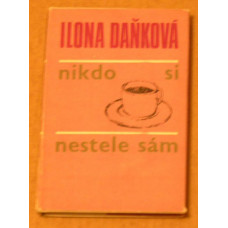 ILONA DAŇKOVÁ
nikdo si
nestele sám